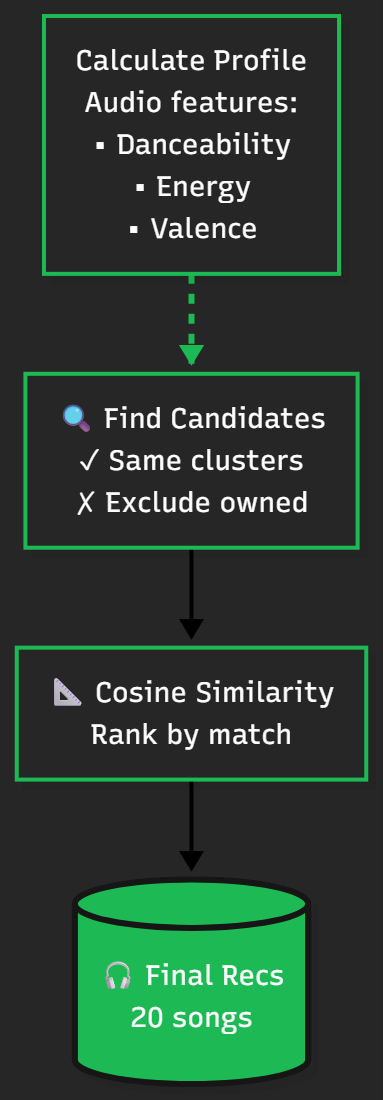 Calculate Profile
Audio features:
▪ Danceability
▪ Energy
▪ Valence
🔍 Find Candidates
✓ Same clusters
✗ Exclude owned
📐 Cosine Similarity
Rank by match
🎧 Final Recs
20 songs